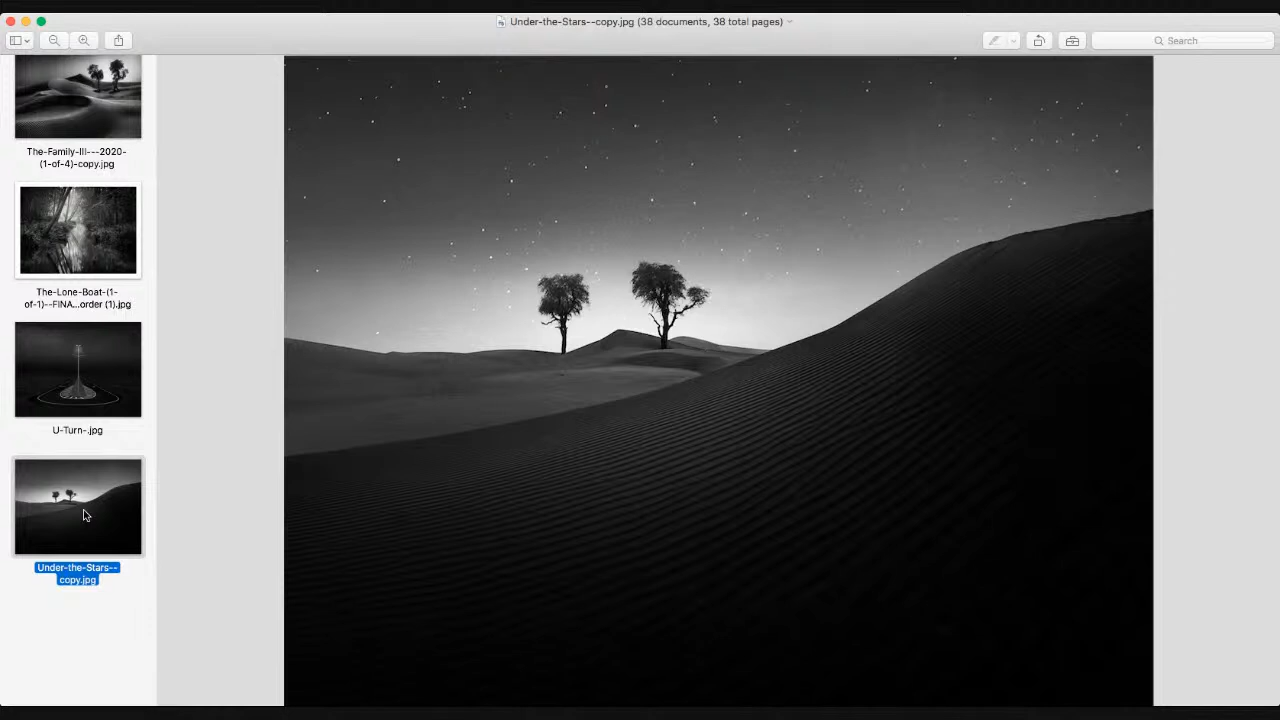 Under-the-Stars--copy.jpg (38 documents, 38 total pages)
Search
The-Family-III---2020-
(1-of-4)-copy.jpg
The-Lone-Boat-(1-
of-1)--FINA...order (1).jpg
U-Turn-.jpg
Under-the-Stars--
copy.jpg